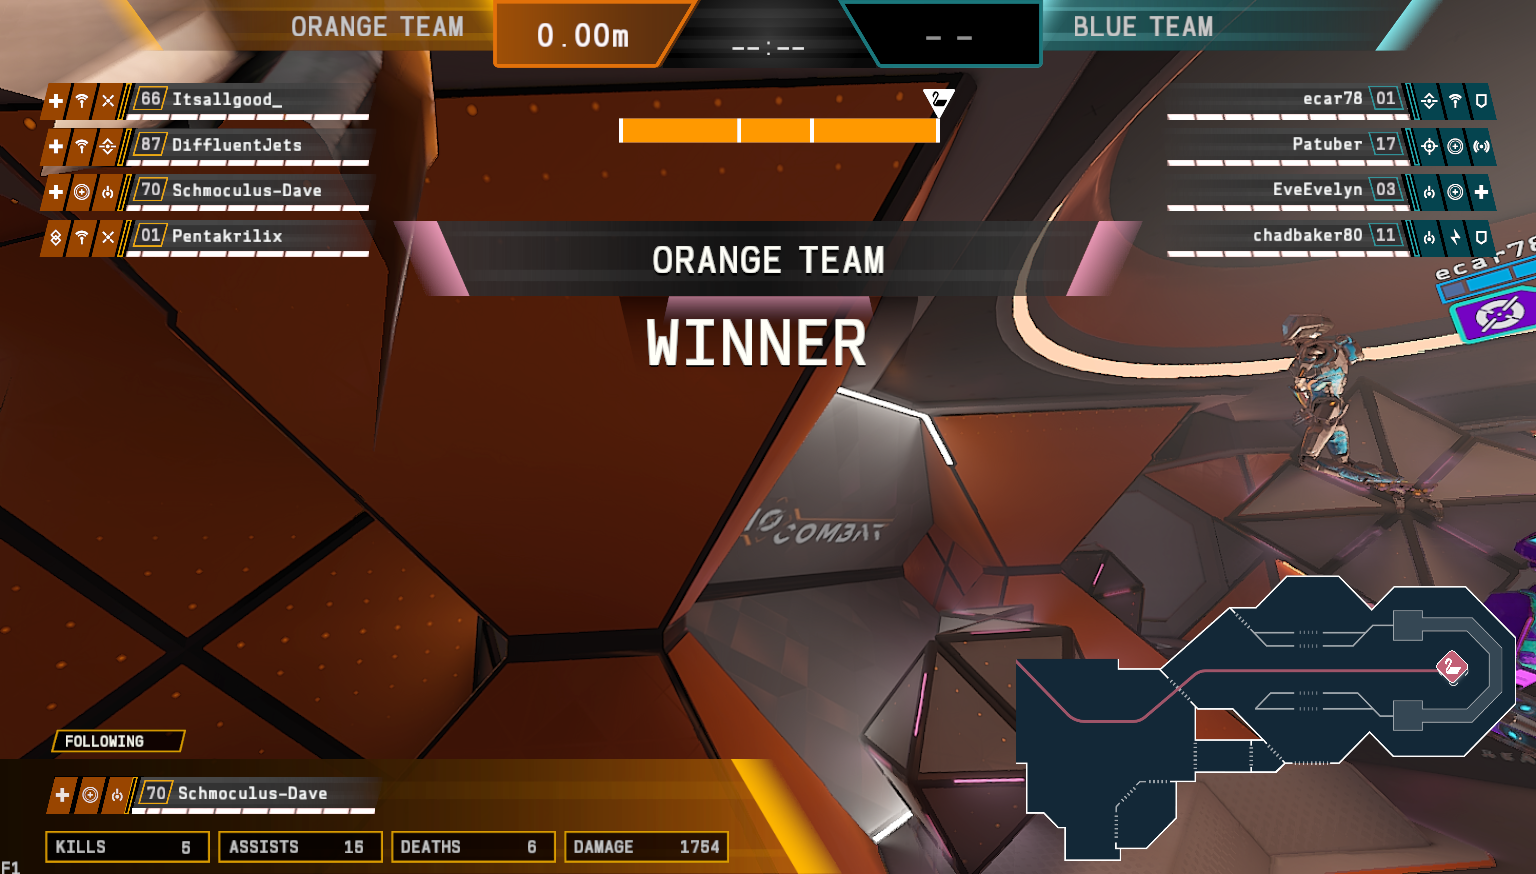 ORANGE TEAM
0.00m
--:--
- -
BLUE TEAM
66 Itsallgood_
87 DiffluentJets
70 Schmoculus-Dave
01 Pentakrilix
ecar78 01
Patuber 17
EveEvelyn 03
chadbaker80 11
ORANGE TEAM
WINNER
ecar78
COMBAT
FOLLOWING
70 Schmoculus-Dave
KILLS 5
ASSISTS 15
DEATHS 6
DAMAGE 1754
F1